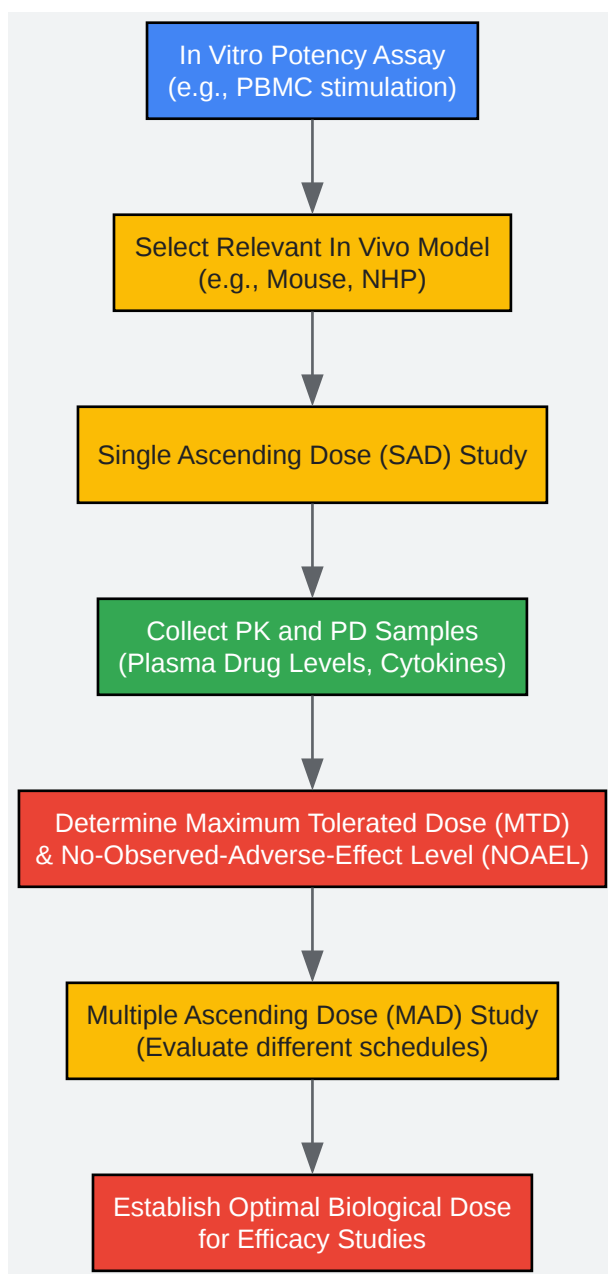 In Vitro Potency Assay
(e.g., PBMC stimulation)
Select Relevant In Vivo Model
(e.g., Mouse, NHP)
Single Ascending Dose (SAD) Study
Collect PK and PD Samples
(Plasma Drug Levels, Cytokines)
Determine Maximum Tolerated Dose (MTD)
& No-Observed-Adverse-Effect Level (NOAEL)
Multiple Ascending Dose (MAD) Study
(Evaluate different schedules)
Establish Optimal Biological Dose
for Efficacy Studies